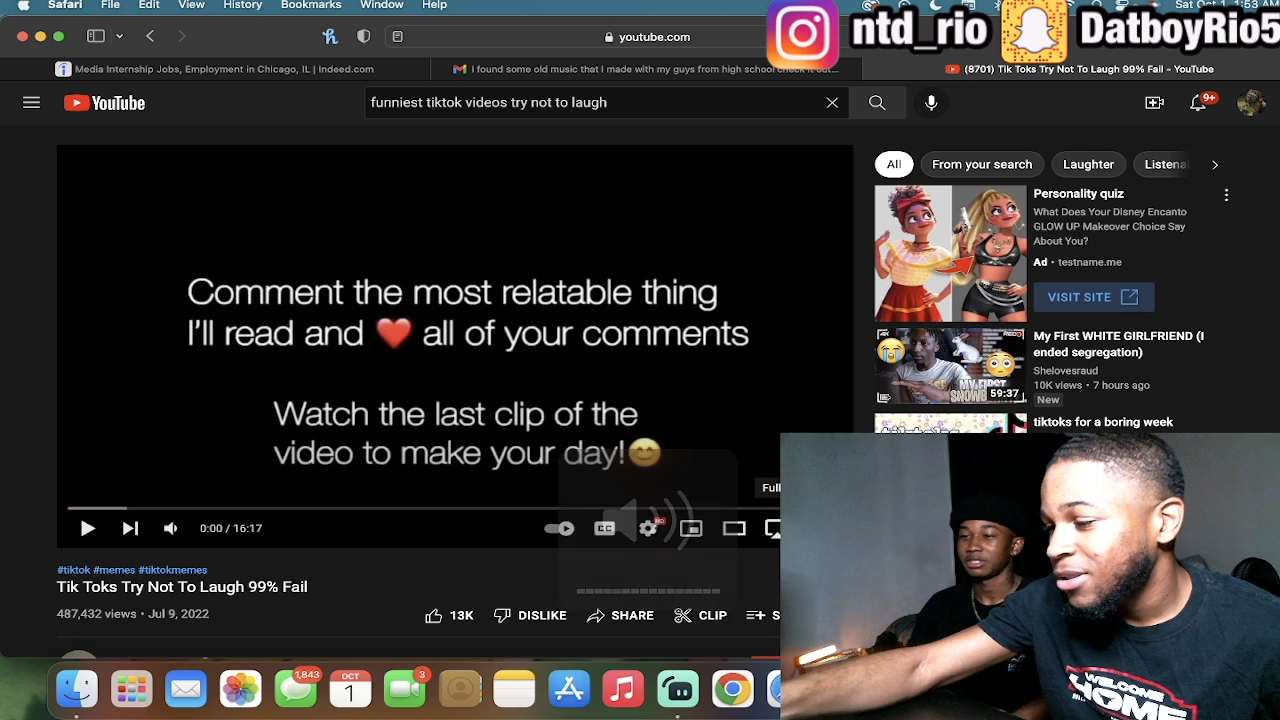 Safari File Edit View History Bookmarks Window Help
Sat Oct 1 1:53 AM
ntd_rio
DatboyRio5
youtube.com
Media Internship Jobs, Employment in Chicago, IL | Indeed.com
I found some old music that I made with my guys from high school check it out...
(8701) Tik Toks Try Not To Laugh 99% Fail - YouTube
YouTube
funniest tiktok videos try not to laugh
9+
All
From your search
Laughter
Listena
Comment the most relatable thing
I'll read and ❤️ all of your comments
Watch the last clip of the
video to make your day!😊
Full
0:00 / 16:17
CC
HD
#tiktok #memes #tiktokmemes
Tik Toks Try Not To Laugh 99% Fail
487,432 views • Jul 9, 2022
13K
DISLIKE
SHARE
CLIP
S
Personality quiz
What Does Your Disney Encanto
GLOW UP Makeover Choice Say
About You?
Ad • testname.me
VISIT SITE
My First WHITE GIRLFRIEND (I
ended segregation)
Shelovesraud
10K views • 7 hours ago
New
59:37
tiktoks for a boring week
1,843
OCT
1
3
WELCOME
HOME